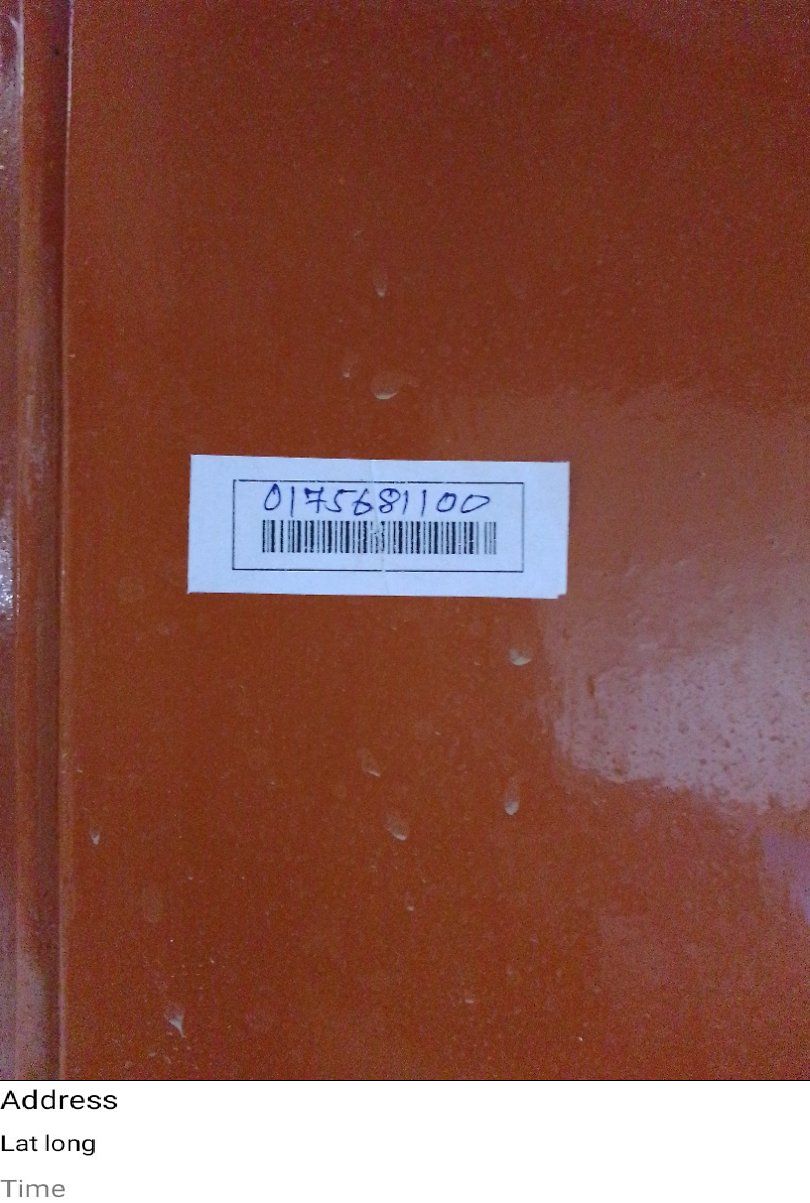 0175681100
Address
Lat long
Time